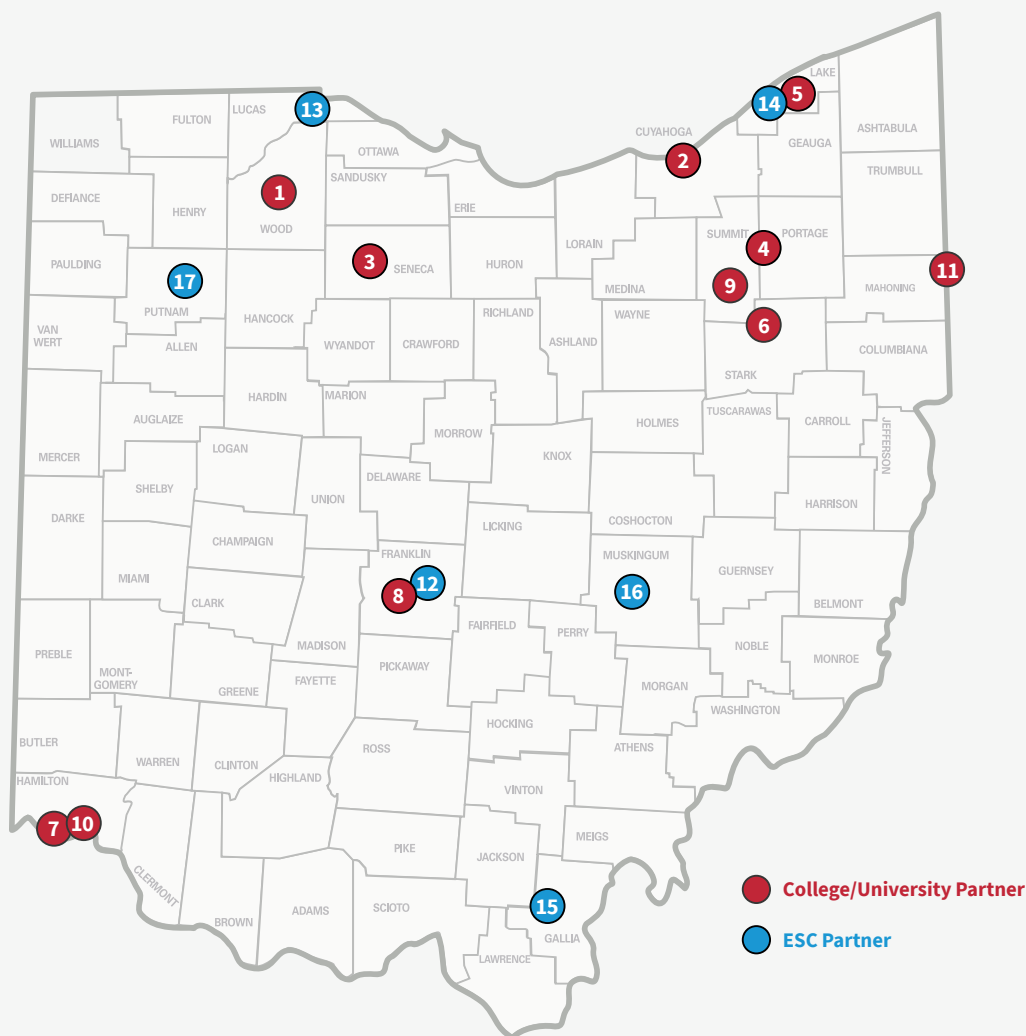 LAKE
14
5
LUCAS
13
FULTON
ASHTABULA
CUYAHOGA
WILLIAMS
GEAUGA
OTTAWA
2
TRUMBULL
SANDUSKY
DEFIANCE
1
HENRY
ERIE
WOOD
SUMMIT
PORTAGE
LORAIN
4
3
PAULDING
HURON
SENECA
11
17
9
MAHONING
MEDINA
PUTNAM
RICHLAND
WAYNE
HANCOCK
6
VAN
WERT
ASHLAND
WYANDOT
CRAWFORD
ALLEN
COLUMBIANA
STARK
MARION
HARDIN
TUSCARAWAS
AUGLAIZE
HOLMES
CARROLL
JEFFERSON
MORROW
LOGAN
KNOX
MERCER
DELAWARE
SHELBY
UNION
HARRISON
DARKE
COSHOCTON
LICKING
CHAMPAIGN
FRANKLIN
MUSKINGUM
GUERNSEY
MIAMI
12
8
16
CLARK
BELMONT
FAIRFIELD
PERRY
MADISON
NOBLE
PREBLE
MONROE
PICKAWAY
MONT-
GOMERY
FAYETTE
MORGAN
GREENE
WASHINGTON
HOCKING
BUTLER
ROSS
ATHENS
WARREN
CLINTON
HIGHLAND
HAMILTON
VINTON
7
10
MEIGS
PIKE
JACKSON
CLERMONT
College/University Partner
15
SCIOTO
ADAMS
BROWN
GALLIA
ESC Partner
LAWRENCE